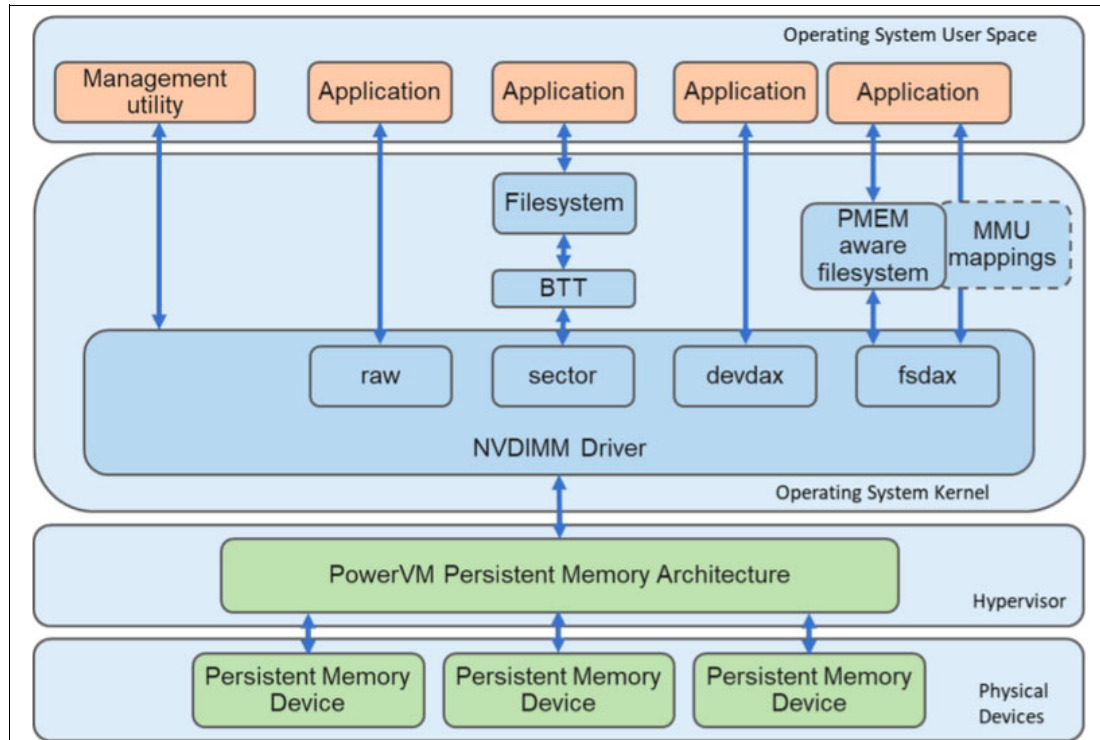 Operating System User Space
Management
utility
Application
Application
Application
Application
Filesystem
BTT
PMEM
aware
filesystem
MMU
mappings
raw
sector
devdax
fsdax
NVDIMM Driver
Operating System Kernel
PowerVM Persistent Memory Architecture
Hypervisor
Persistent Memory
Device
Persistent Memory
Device
Persistent Memory
Device
Physical
Devices